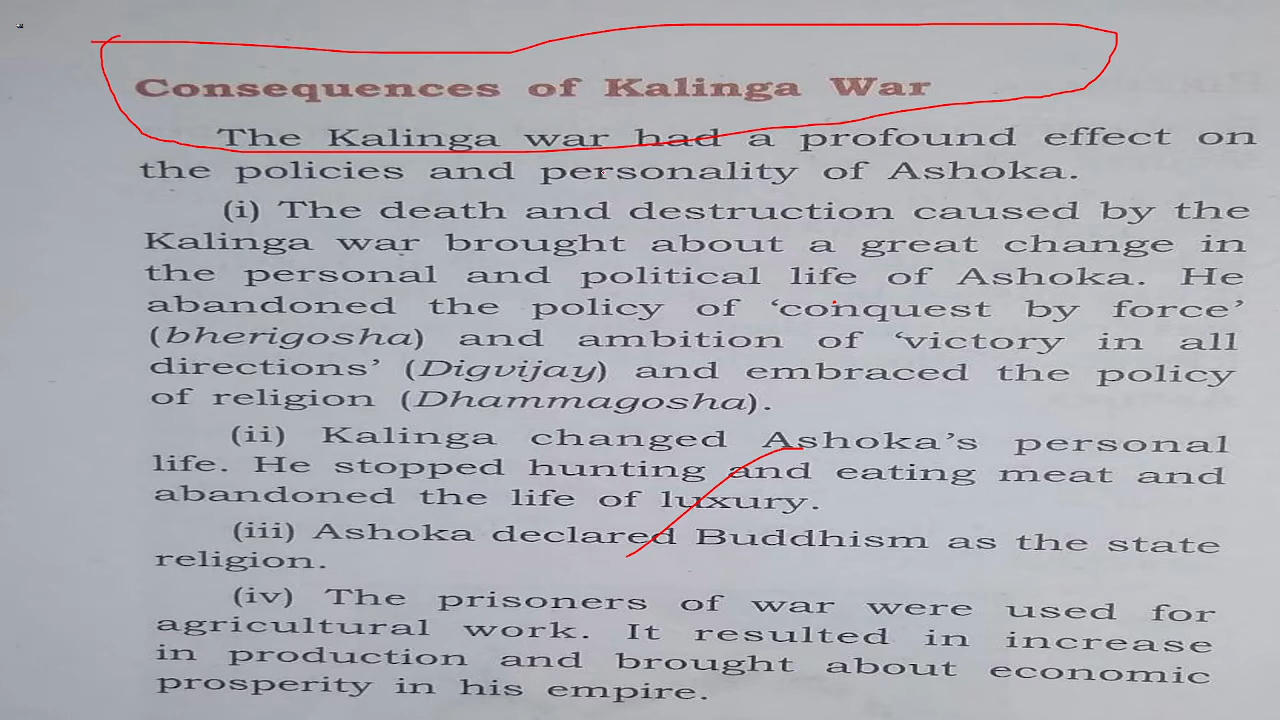 Consequences of Kalinga War
The Kalinga war had a profound effect on
the policies and personality of Ashoka.
(i) The death and destruction caused by the
Kalinga war brought about a great change in
the personal and political life of Ashoka. He
abandoned the policy of ‘conquest by force’
(bherigosha) and ambition of ‘victory in all
directions’ (Digvijay) and embraced the policy
of religion (Dhammagosha).
(ii) Kalinga changed Ashoka’s personal
life. He stopped hunting and eating meat and
abandoned the life of luxury.
(iii) Ashoka declared Buddhism as the state
religion.
(iv) The prisoners of war were used for
agricultural work. It resulted in increase
in production and brought about economic
prosperity in his empire.